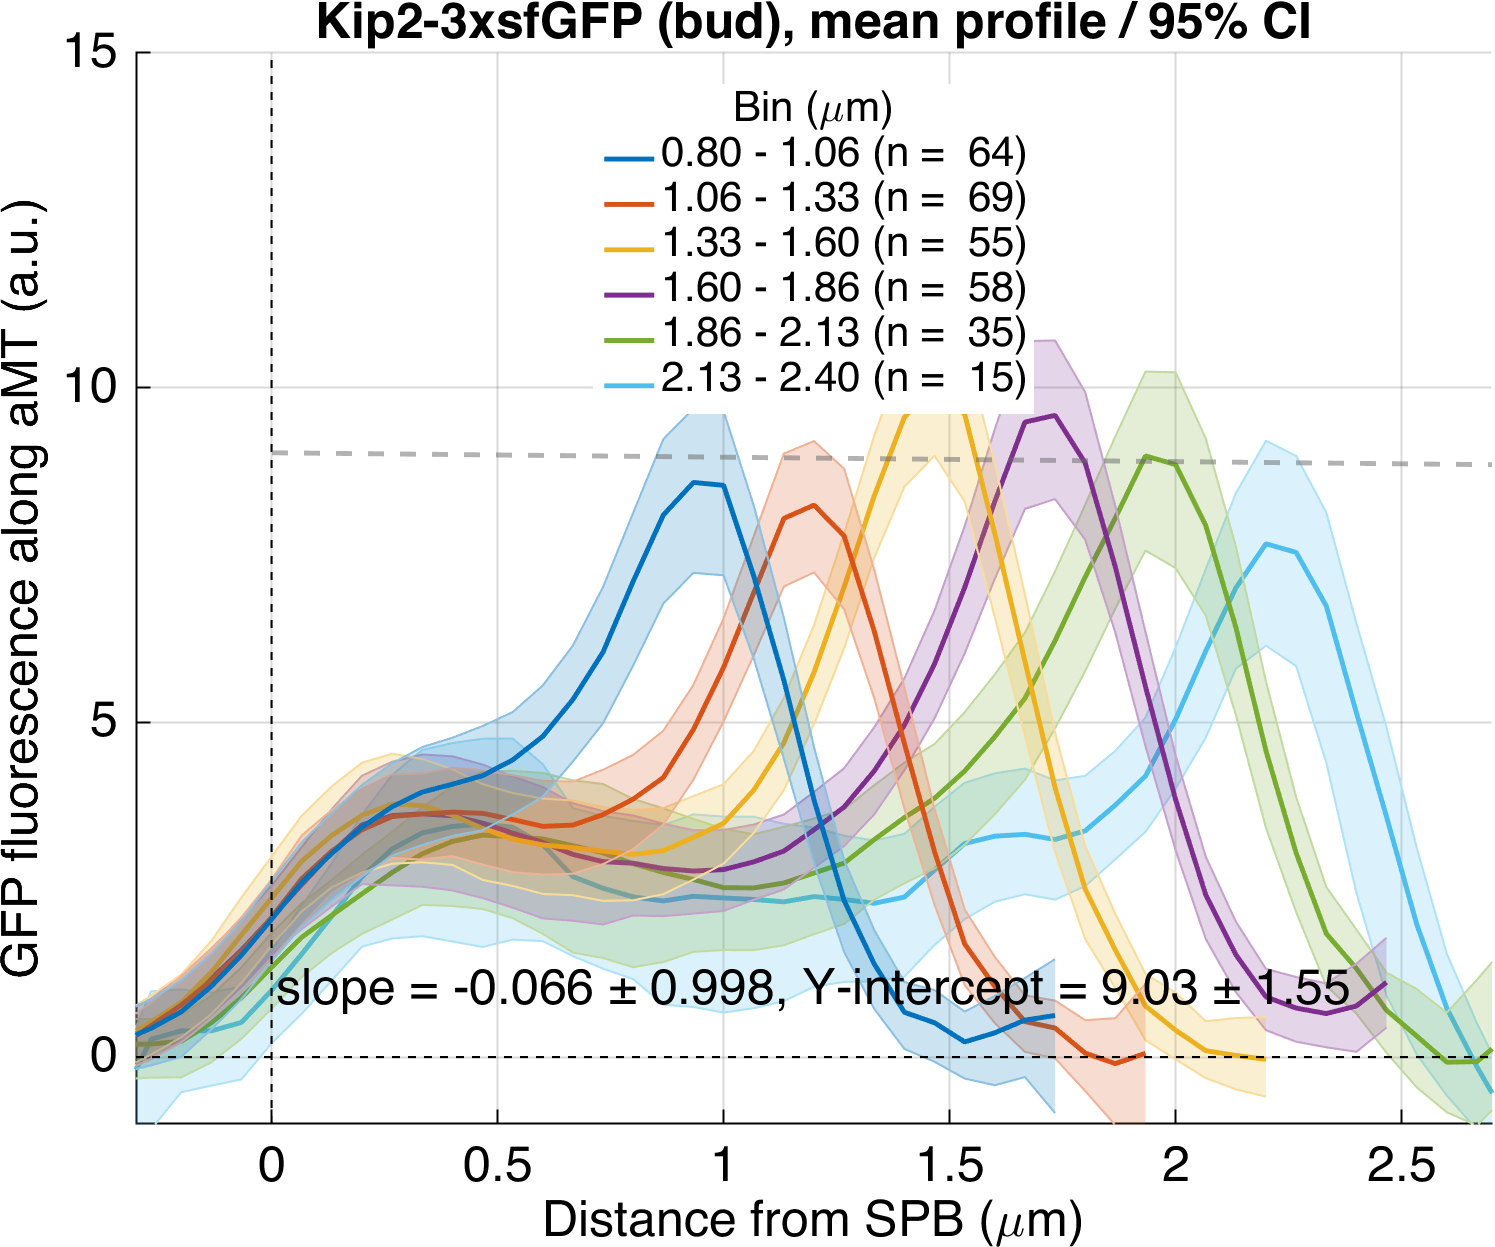 Kip2-3xsfGFP (bud), mean profile / 95% CI
15
10
5
0
GFP fluorescence along aMT (a.u.)
Bin (μm)
0.80 - 1.06 (n = 64)
1.06 - 1.33 (n = 69)
1.33 - 1.60 (n = 55)
1.60 - 1.86 (n = 58)
1.86 - 2.13 (n = 35)
2.13 - 2.40 (n = 15)
slope = -0.066 ± 0.998, Y-intercept = 9.03 ± 1.55
0 0.5 1 1.5 2 2.5
Distance from SPB (μm)